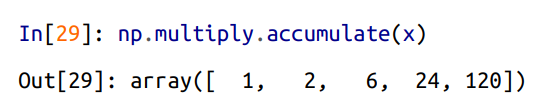 In[29]: np.multiply.accumulate(x)
Out[29]: array([  1,   2,   6,  24, 120])